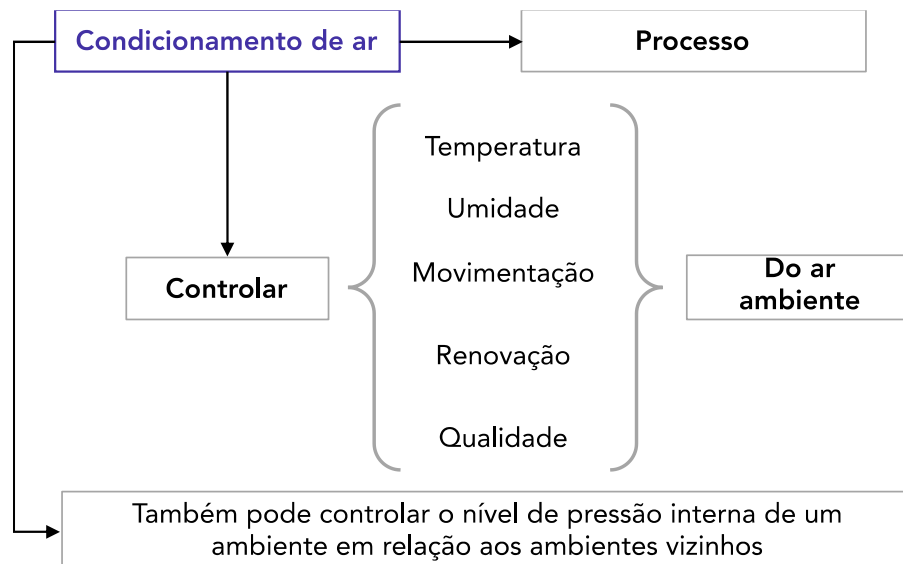 Condicionamento de ar
Processo
Temperatura
Umidade
Movimentação
Renovação
Qualidade
Controlar
Do ar
ambiente
Também pode controlar o nível de pressão interna de um
ambiente em relação aos ambientes vizinhos